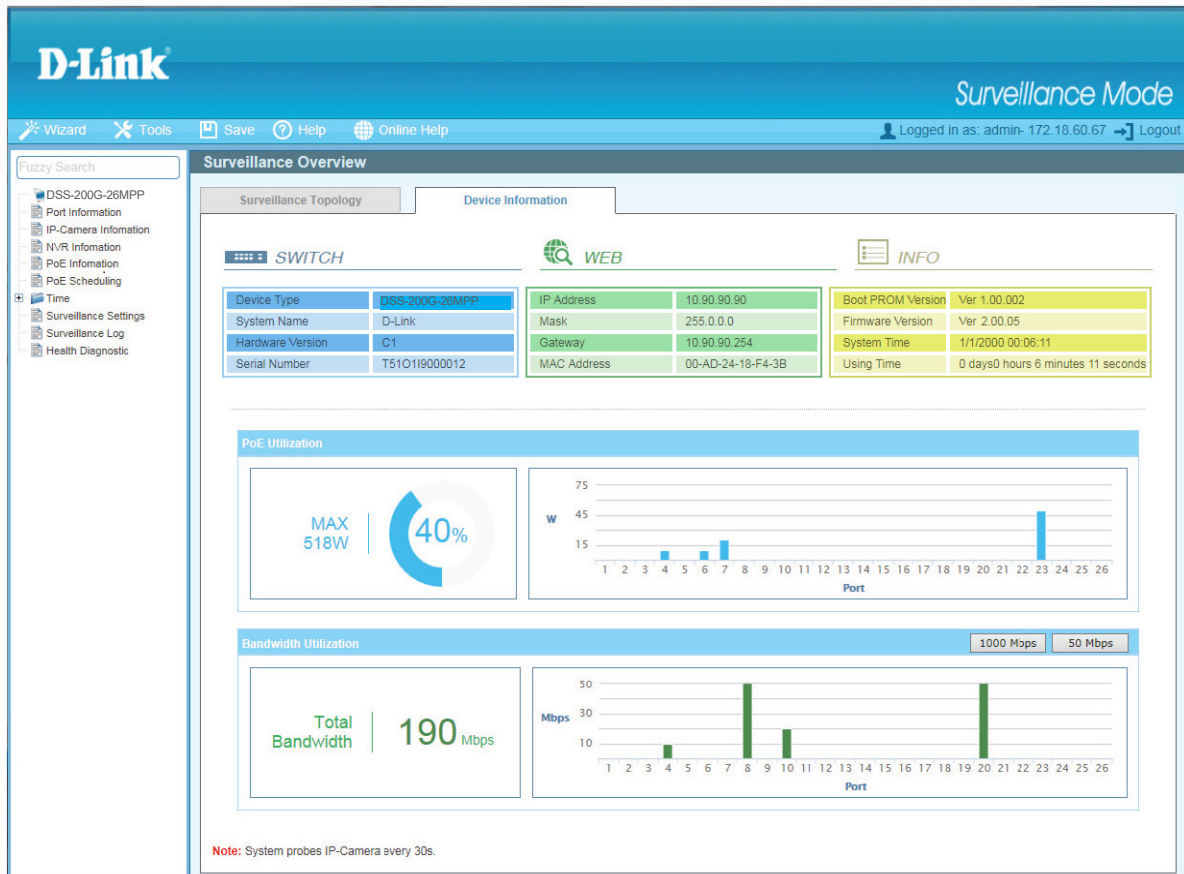 D-Link®
Surveillance Mode
Wizard Tools Save Help Online Help Logged in as: admin- 172.18.60.67 Logout
Fuzzy Search
DSS-200G-26MPP
Port Information
IP-Camera Infomation
NVR Infomation
PoE Infomation
PoE Scheduling
Time
Surveillance Settings
Surveillance Log
Health Diagnostic
Surveillance Overview
Surveillance Topology Device Information
SWITCH WEB INFO
Device Type DSS-200G-26MPP IP Address 10.90.90.90 Boot PROM Version Ver 1.00.002
System Name D-Link Mask 255.0.0.0 Firmware Version Ver 2.00.05
Hardware Version C1 Gateway 10.90.90.254 System Time 1/1/2000 00:06:11
Serial Number T51O1I9000012 MAC Address 00-AD-24-18-F4-3B Using Time 0 days0 hours 6 minutes 11 seconds
PoE Utilization
MAX
518W
40%
75
W 45
15
1 2 3 4 5 6 7 8 9 10 11 12 13 14 15 16 17 18 19 20 21 22 23 24 25 26
Port
Bandwidth Utilization 1000 Mbps 50 Mbps
Total
Bandwidth
190 Mbps
50
Mbps 30
10
1 2 3 4 5 6 7 8 9 10 11 12 13 14 15 16 17 18 19 20 21 22 23 24 25 26
Port
Note: System probes IP-Camera every 30s.